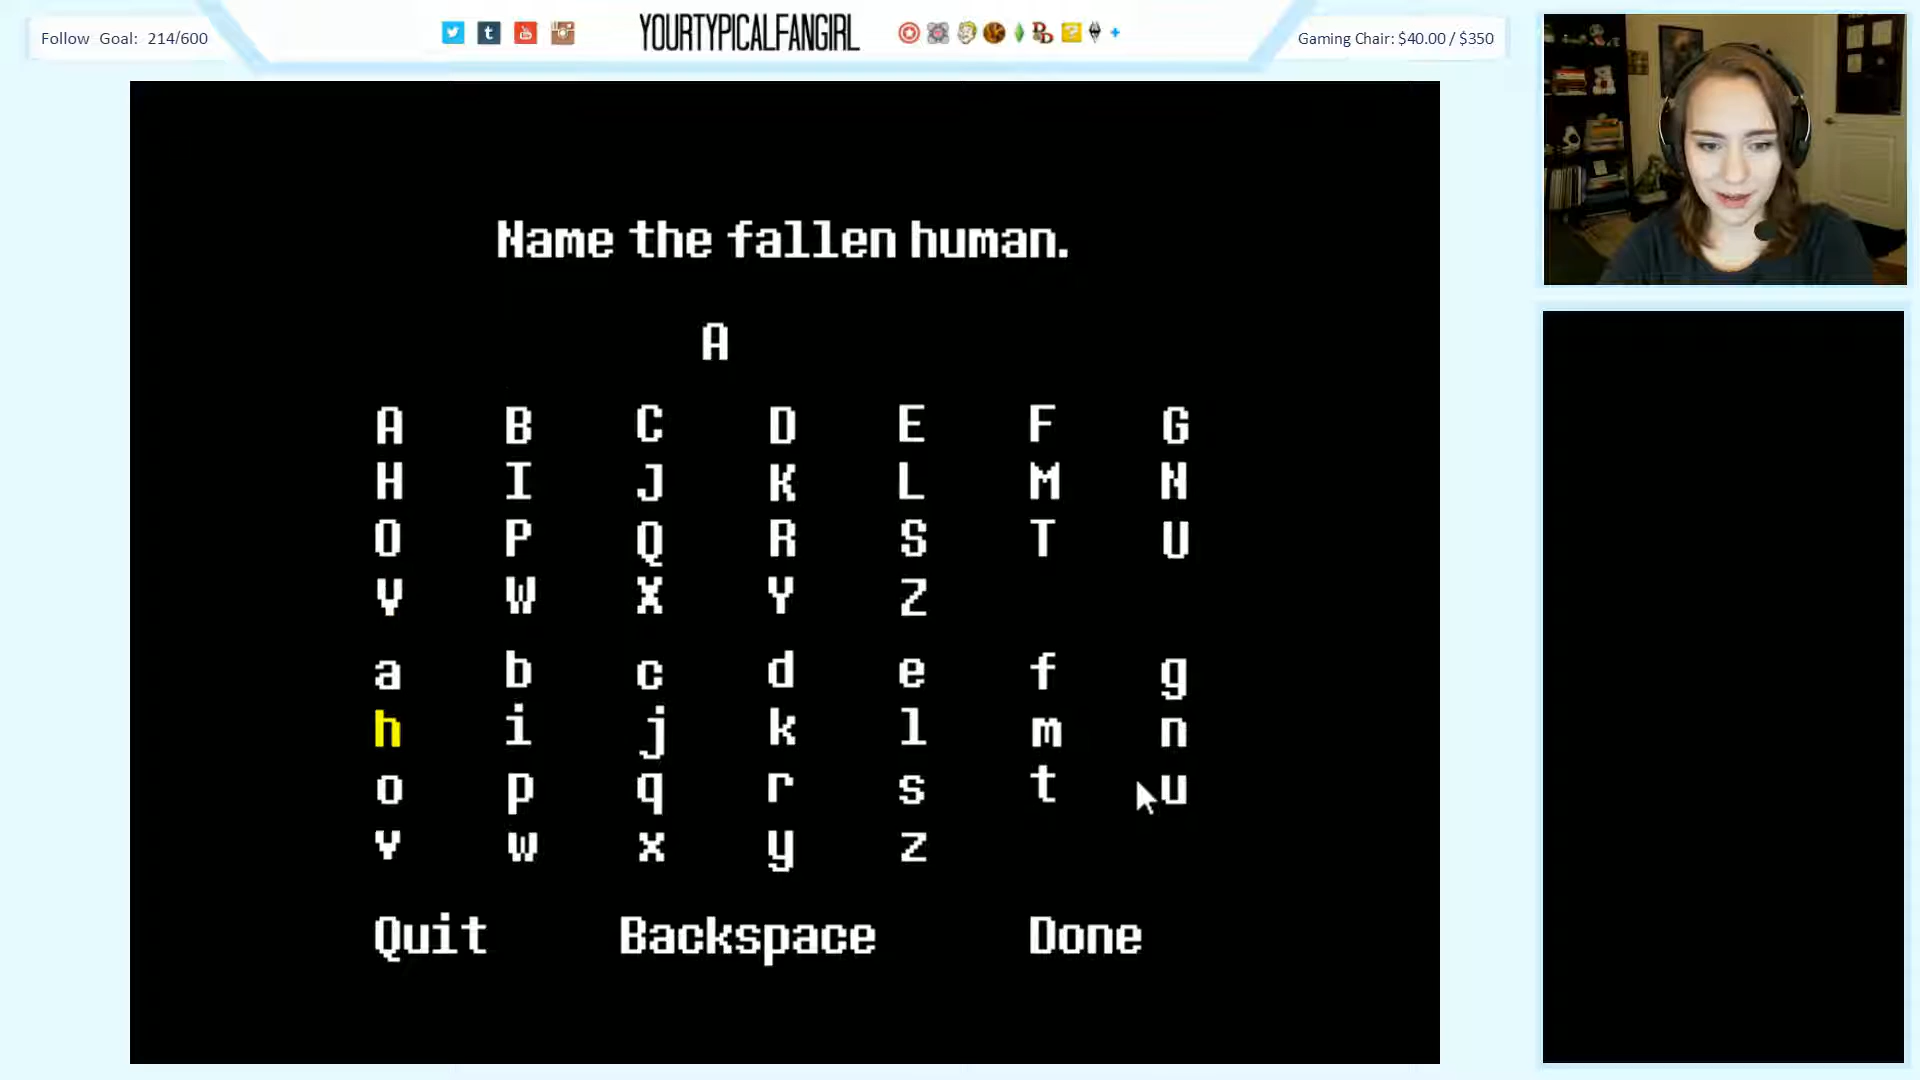 Follow Goal: 214/600
YOURTYPICALFANGIRL
Gaming Chair: $40.00 / $350
Name the fallen human.
A
A B C D E F G
H I J K L M N
O P Q R S T U
V W X Y Z
a b c d e f g
h i j k l m n
o p q r s t u
v w x y z
Quit Backspace Done